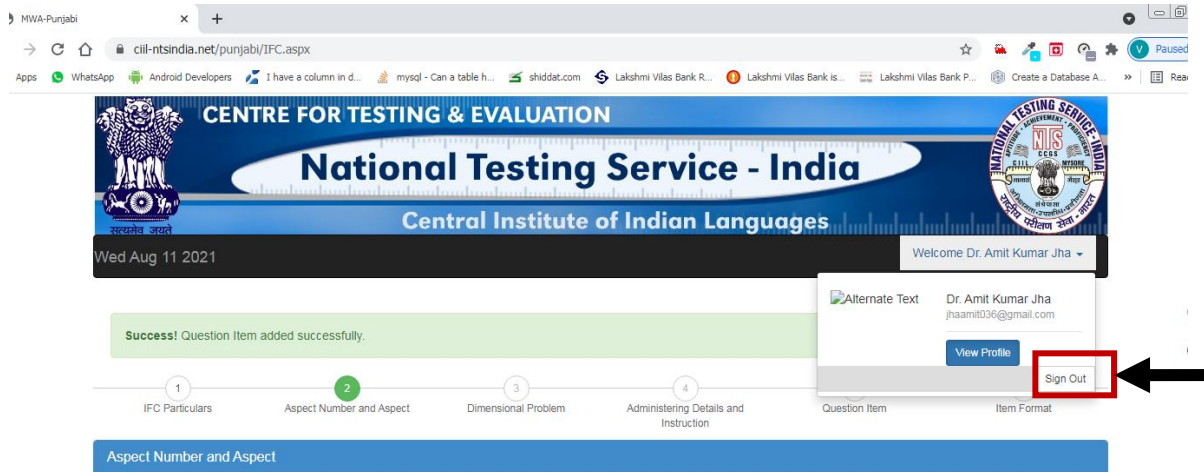 MWA-Punjabi
ciil-ntsindia.net/punjabi/IFC.aspx
V Paused
Apps WhatsApp Android Developers I have a column in d... mysql - Can a table h... shiddat.com Lakshmi Vilas Bank R... Lakshmi Vilas Bank is... Lakshmi Vilas Bank P... Create a Database A... » Rea
CENTRE FOR TESTING & EVALUATION
National Testing Service - India
Central Institute of Indian Languages
सत्यमेव जयते
NATIONAL TESTING SERVICE-INDIA
NTS
CCGS
CIIL MYSORE
राष्ट्रीय परीक्षण सेवा - भारत
Wed Aug 11 2021
Welcome Dr. Amit Kumar Jha
Alternate Text
Dr. Amit Kumar Jha
jhaamit036@gmail.com
View Profile
Sign Out
Success! Question Item added successfully.
1 2 3 4
IFC Particulars Aspect Number and Aspect Dimensional Problem Administering Details and Question Item Item Format
Instruction
Aspect Number and Aspect